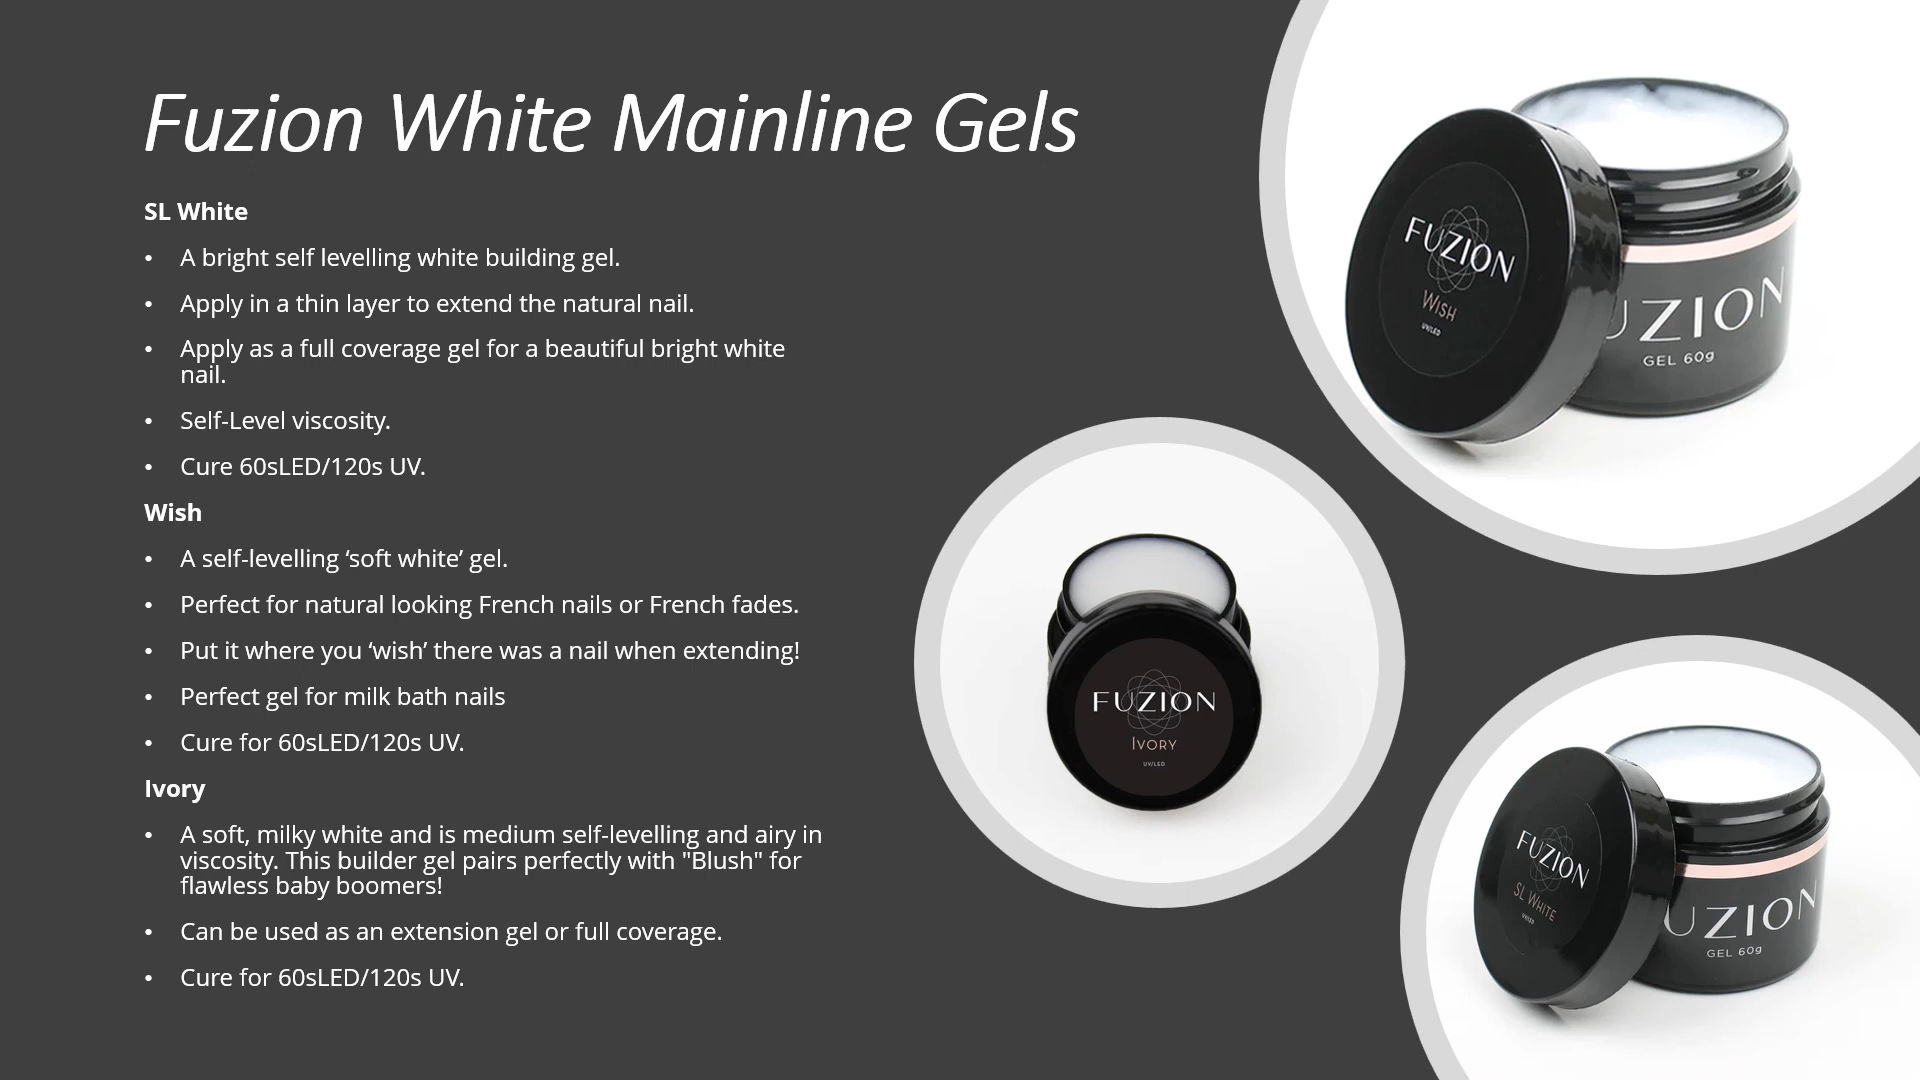 Fuzion White Mainline Gels
SL White
• A bright self levelling white building gel.
• Apply in a thin layer to extend the natural nail.
• Apply as a full coverage gel for a beautiful bright white
nail.
• Self-Level viscosity.
• Cure 60sLED/120s UV.
Wish
• A self-levelling ‘soft white’ gel.
• Perfect for natural looking French nails or French fades.
• Put it where you ‘wish’ there was a nail when extending!
• Perfect gel for milk bath nails
• Cure for 60sLED/120s UV.
Ivory
• A soft, milky white and is medium self-levelling and airy in
viscosity. This builder gel pairs perfectly with "Blush" for
flawless baby boomers!
• Can be used as an extension gel or full coverage.
• Cure for 60sLED/120s UV.
FUZION
WISH
UV/LED
UZION
GEL 60g
FUZION
IVORY
UV/LED
FUZION
SL WHITE
UV/LED
UZION
GEL 60g